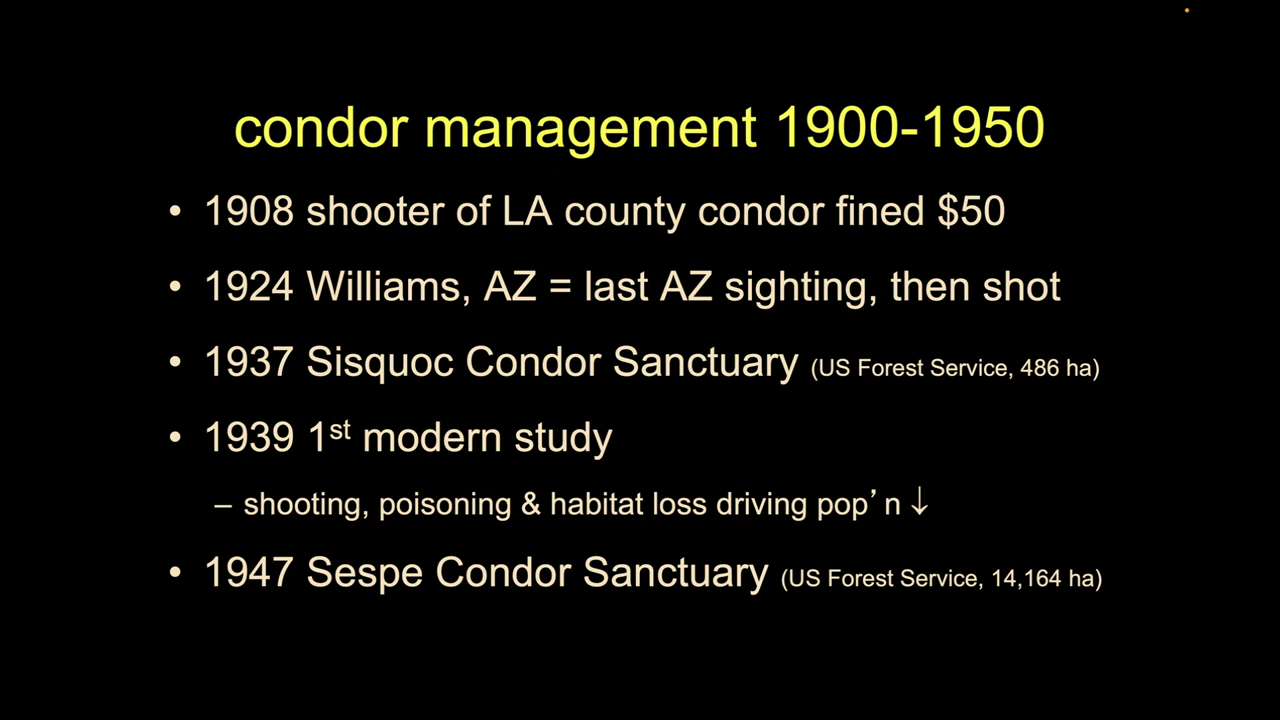 condor management 1900-1950
• 1908 shooter of LA county condor fined $50
• 1924 Williams, AZ = last AZ sighting, then shot
• 1937 Sisquoc Condor Sanctuary (US Forest Service, 486 ha)
• 1939 1st modern study
– shooting, poisoning & habitat loss driving pop’n ↓
• 1947 Sespe Condor Sanctuary (US Forest Service, 14,164 ha)